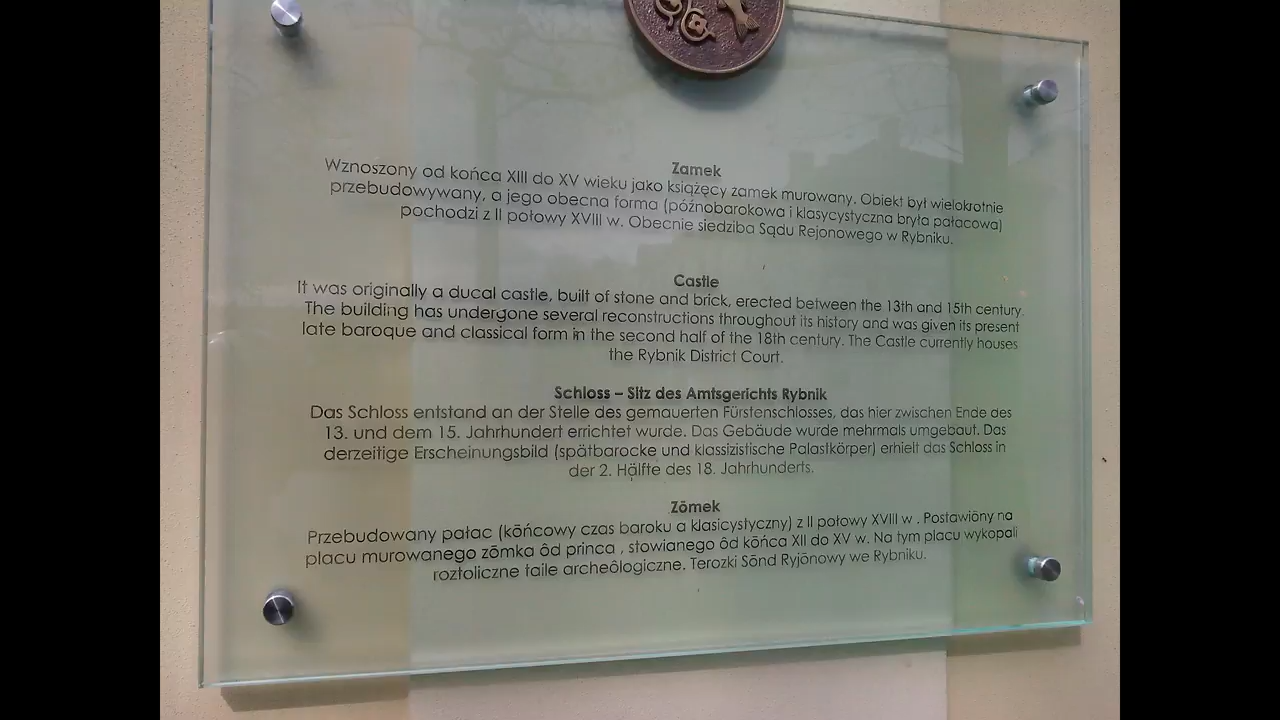 Zamek
Wznoszony od końca XIII do XV wieku jako książęcy zamek murowany. Obiekt był wielokrotnie
przebudowywany, a jego obecna forma (późnobarokowa i klasycystyczna bryła pałacowa)
pochodzi z II połowy XVIII w. Obecnie siedziba Sądu Rejonowego w Rybniku.
Castle
It was originally a ducal castle, built of stone and brick, erected between the 13th and 15th century.
The building has undergone several reconstructions throughout its history and was given its present
late baroque and classical form in the second half of the 18th century. The Castle currently houses
the Rybnik District Court.
Schloss – Sitz des Amtsgerichts Rybnik
Das Schloss entstand an der Stelle des gemauerten Fürstenschlosses, das hier zwischen Ende des
13. und dem 15. Jahrhundert errichtet wurde. Das Gebäude wurde mehrmals umgebaut. Das
derzeitige Erscheinungsbild (spätbarocke und klassizistische Palastkörper) erhielt das Schloss in
der 2. Hälfte des 18. Jahrhunderts.
Zōmek
Przebudowany pałac (kōńcowy czas baroku a klasicystyczny) z II połowy XVIII w . Postawiōny na
placu murowanego zōmka ôd princa , stowianego ôd kōńca XII do XV w. Na tym placu wykopali
roztoliczne tajle archeôlogiczne. Terozki Sōnd Ryjōnowy we Rybniku.